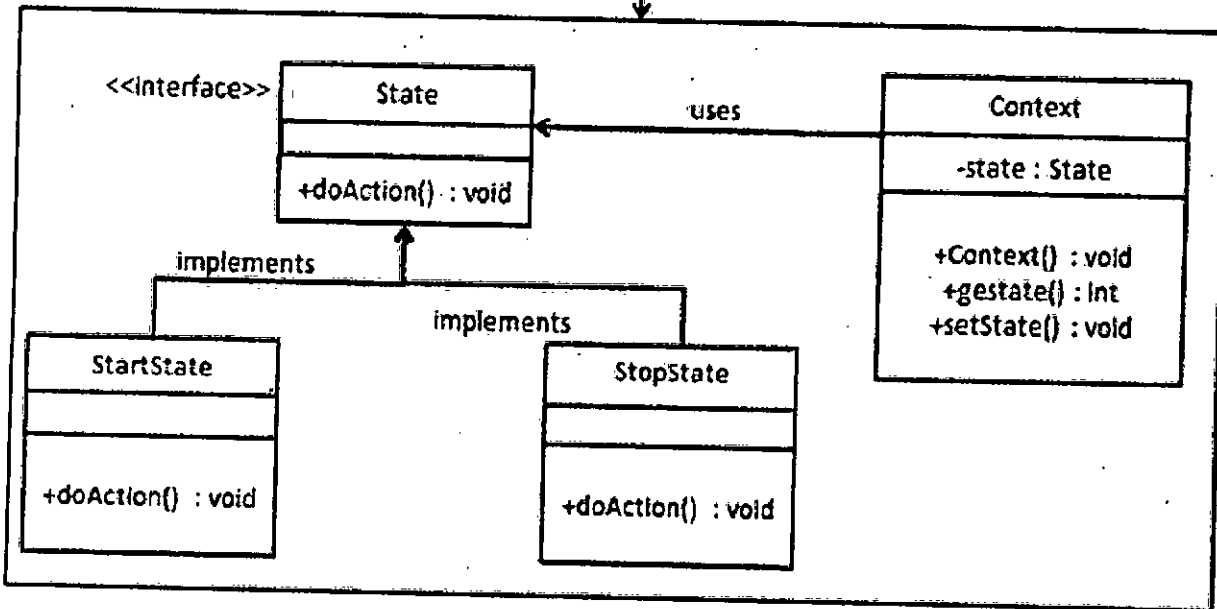 <<interface>>
State
+doAction() : void
uses
Context
-state : State
+Context() : void
+gestate() : int
+setState() : void
implements
implements
StartState
+doAction() : void
StopState
+doAction() : void